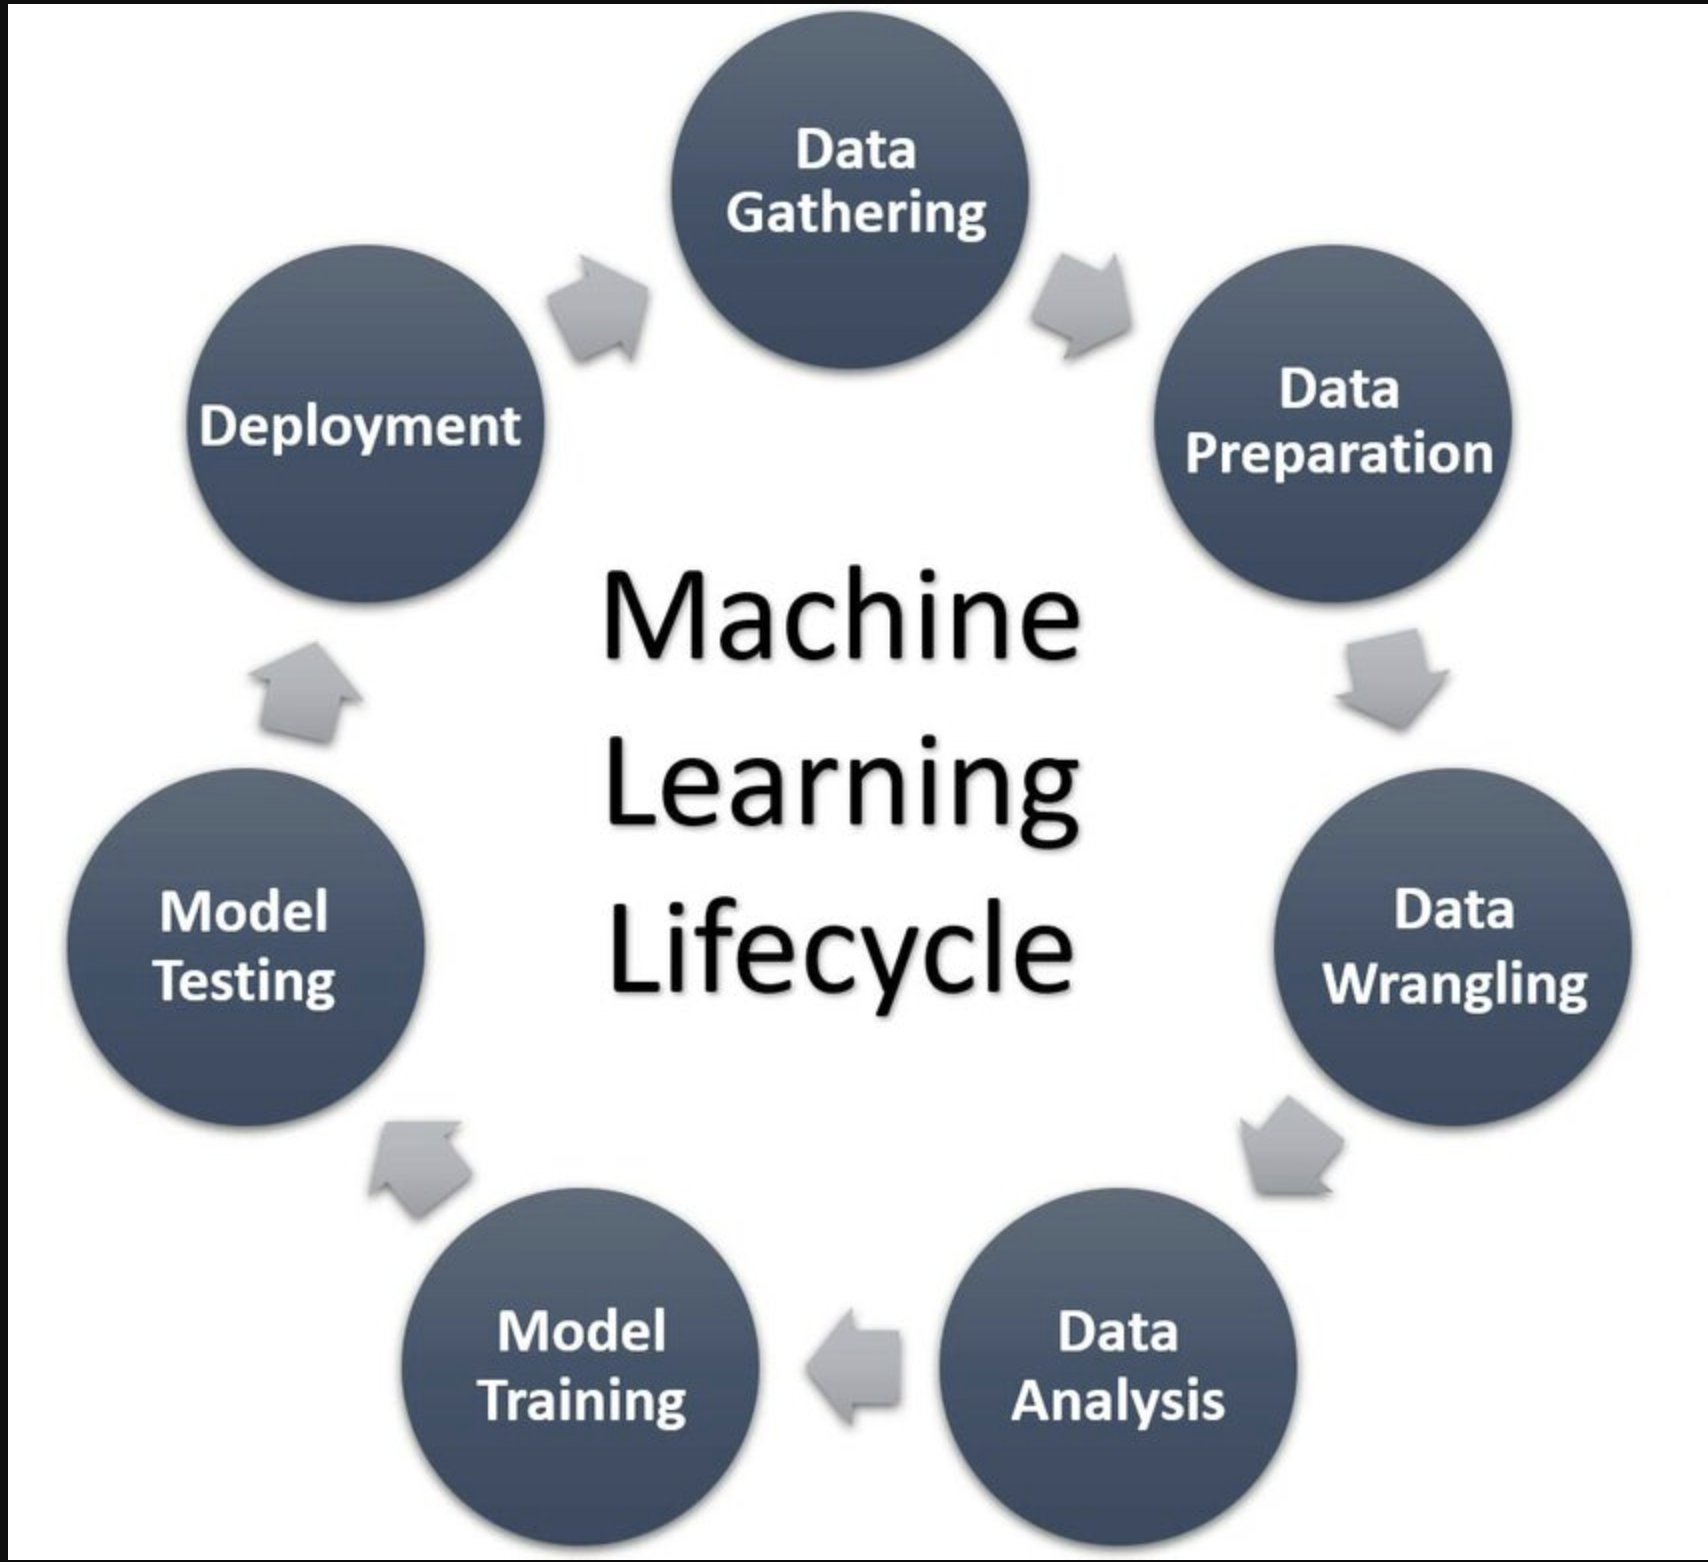 Data
Gathering
Data
Preparation
Data
Wrangling
Data
Analysis
Model
Training
Model
Testing
Deployment
Machine
Learning
Lifecycle